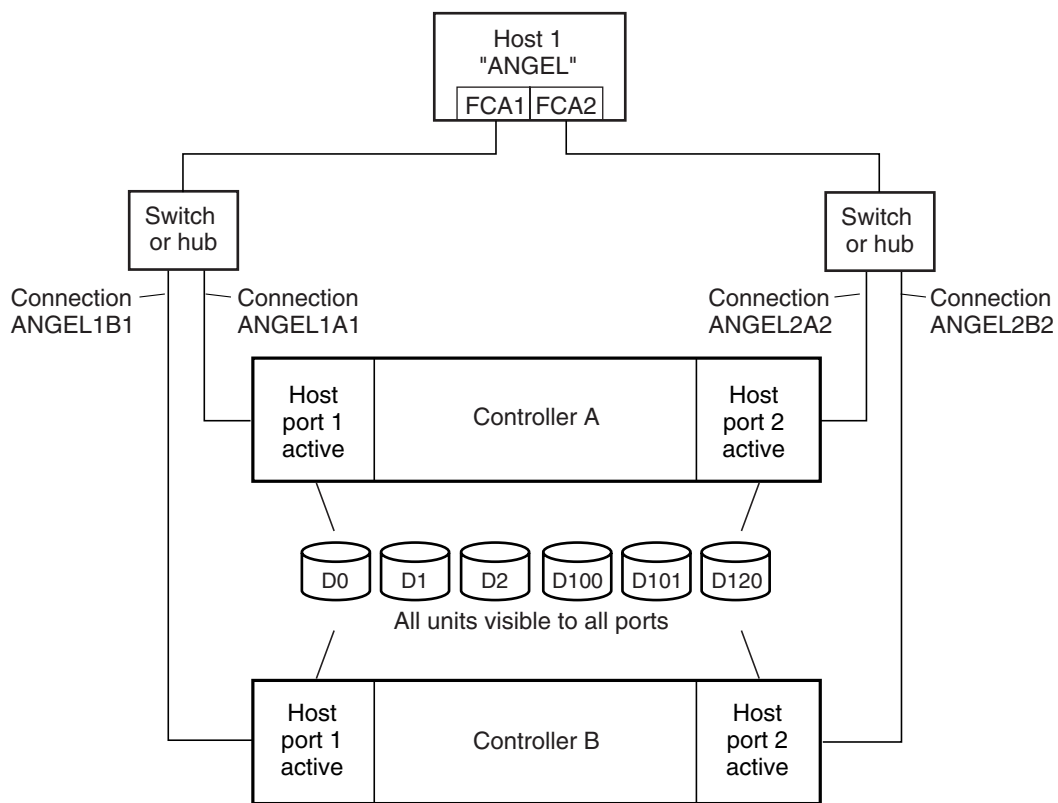 Host 1
"ANGEL"
FCA1 FCA2
Switch
or hub
Switch
or hub
Connection
ANGEL1B1
Connection
ANGEL1A1
Connection
ANGEL2A2
Connection
ANGEL2B2
Host
port 1
active
Controller A
Host
port 2
active
D0 D1 D2 D100 D101 D120
All units visible to all ports
Host
port 1
active
Controller B
Host
port 2
active